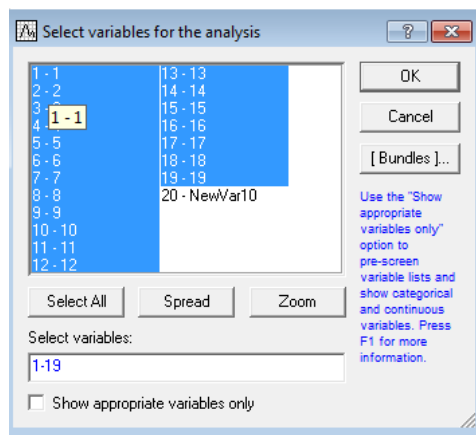 Select variables for the analysis
1 - 1
2 - 2
3 -
1 - 1
4 -
5 - 5
6 - 6
7 - 7
8 - 8
9 - 9
10 - 10
11 - 11
12 - 12
13 - 13
14 - 14
15 - 15
16 - 16
17 - 17
18 - 18
19 - 19
20 - NewVar10
OK
Cancel
[ Bundles ]...
Use the "Show
appropriate
variables only"
option to
pre-screen
variable lists and
show categorical
and continuous
variables. Press
F1 for more
information.
Select All
Spread
Zoom
Select variables:
1-19
Show appropriate variables only